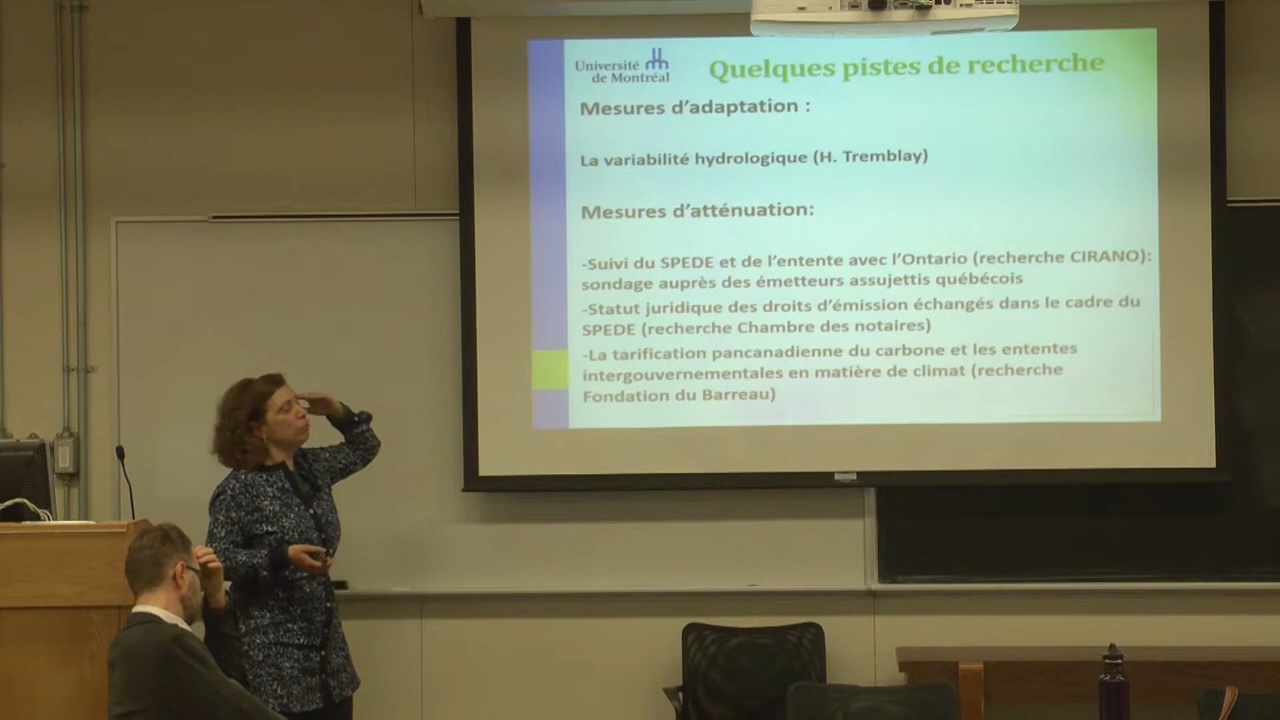 Université
de Montréal
Quelques pistes de recherche
Mesures d'adaptation :
La variabilité hydrologique (H. Tremblay)
Mesures d'atténuation:
-Suivi du SPEDE et de l'entente avec l'Ontario (recherche CIRANO):
sondage auprès des émetteurs assujettis québécois
-Statut juridique des droits d'émission échangés dans le cadre du
SPEDE (recherche Chambre des notaires)
-La tarification pancanadienne du carbone et les ententes
intergouvernementales en matière de climat (recherche
Fondation du Barreau)